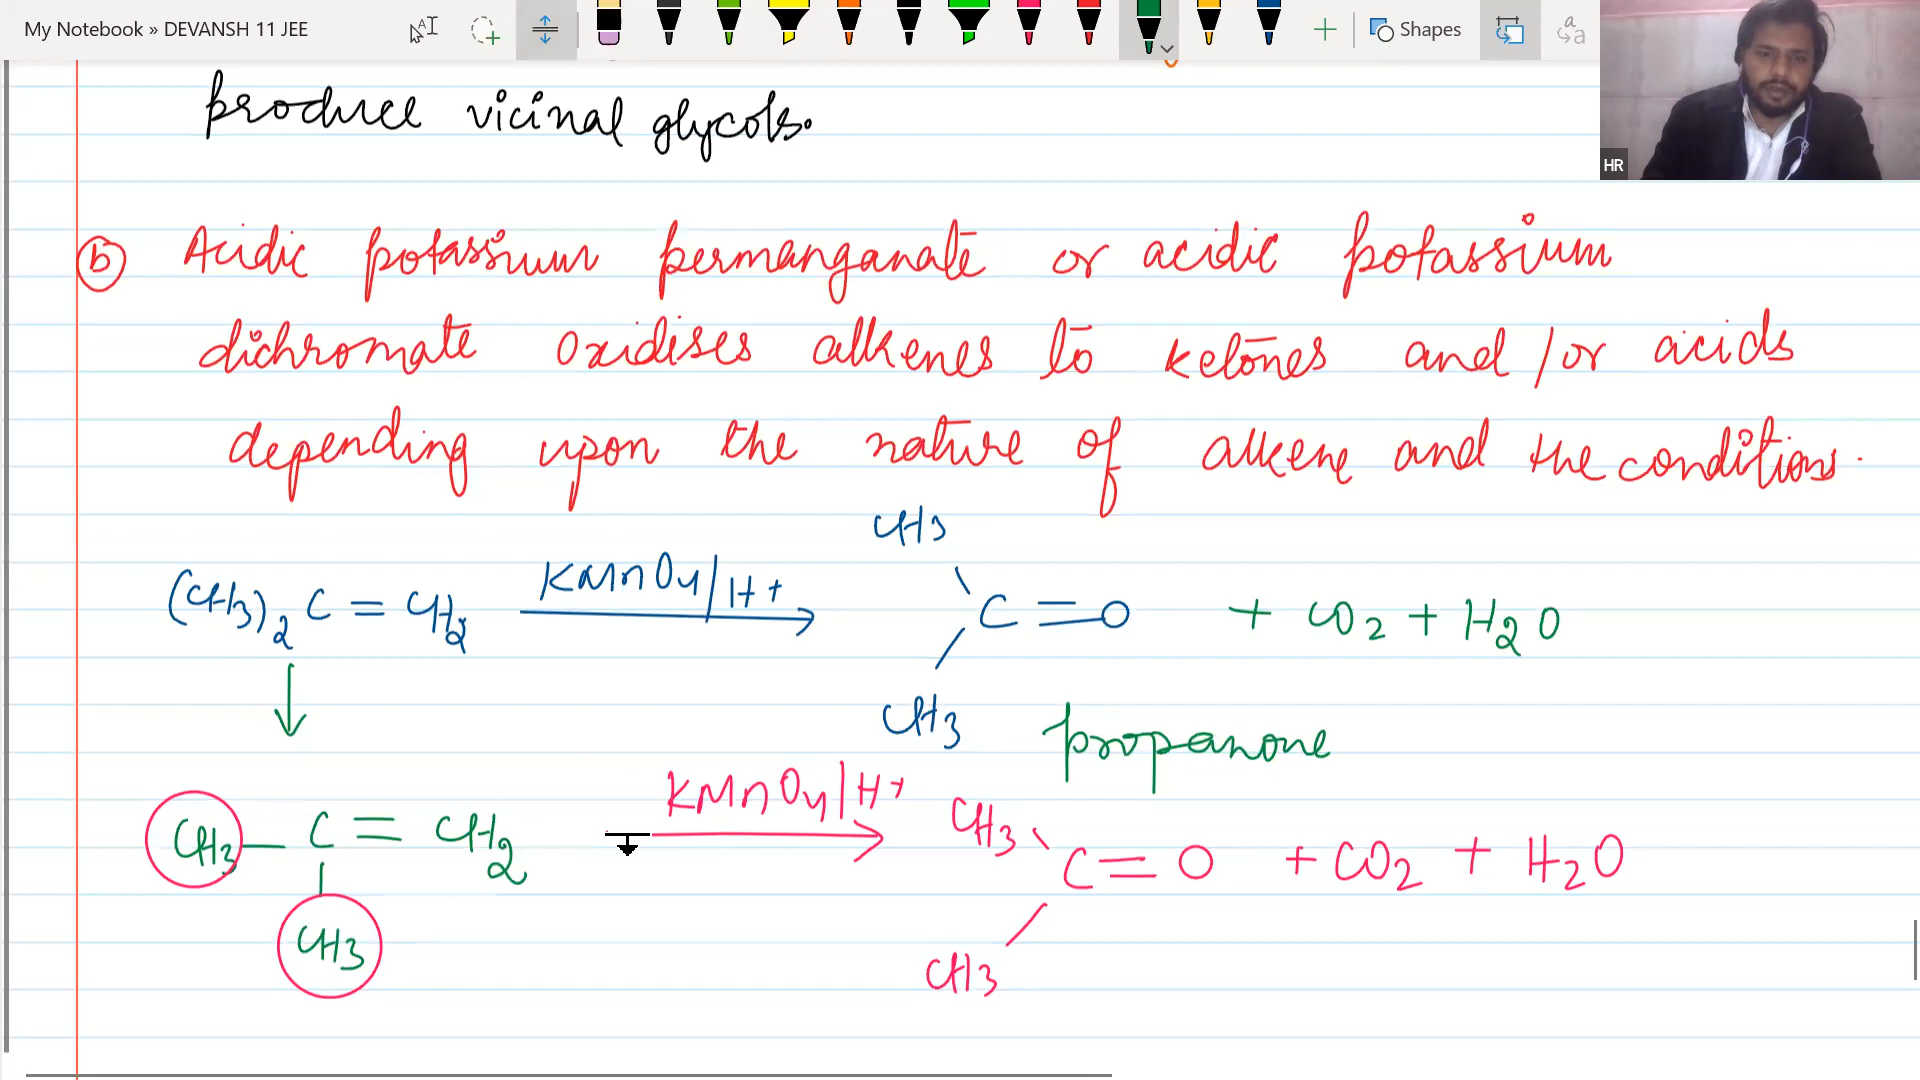 My Notebook » DEVANSH 11 JEE
Shapes
HR
produce vicinal glycols.
(b) Acidic potassium permanganate or acidic potassium
dichromate oxidises alkenes to ketones and/or acids
depending upon the nature of alkene and the conditions.
CH3
(CH3)2 C = CH2 KMnO4/H+ C = O + CO2 + H2O
CH3
propanone
KMnO4/H+ CH3
CH3 - C = CH2 C = O + CO2 + H2O
CH3
CH3